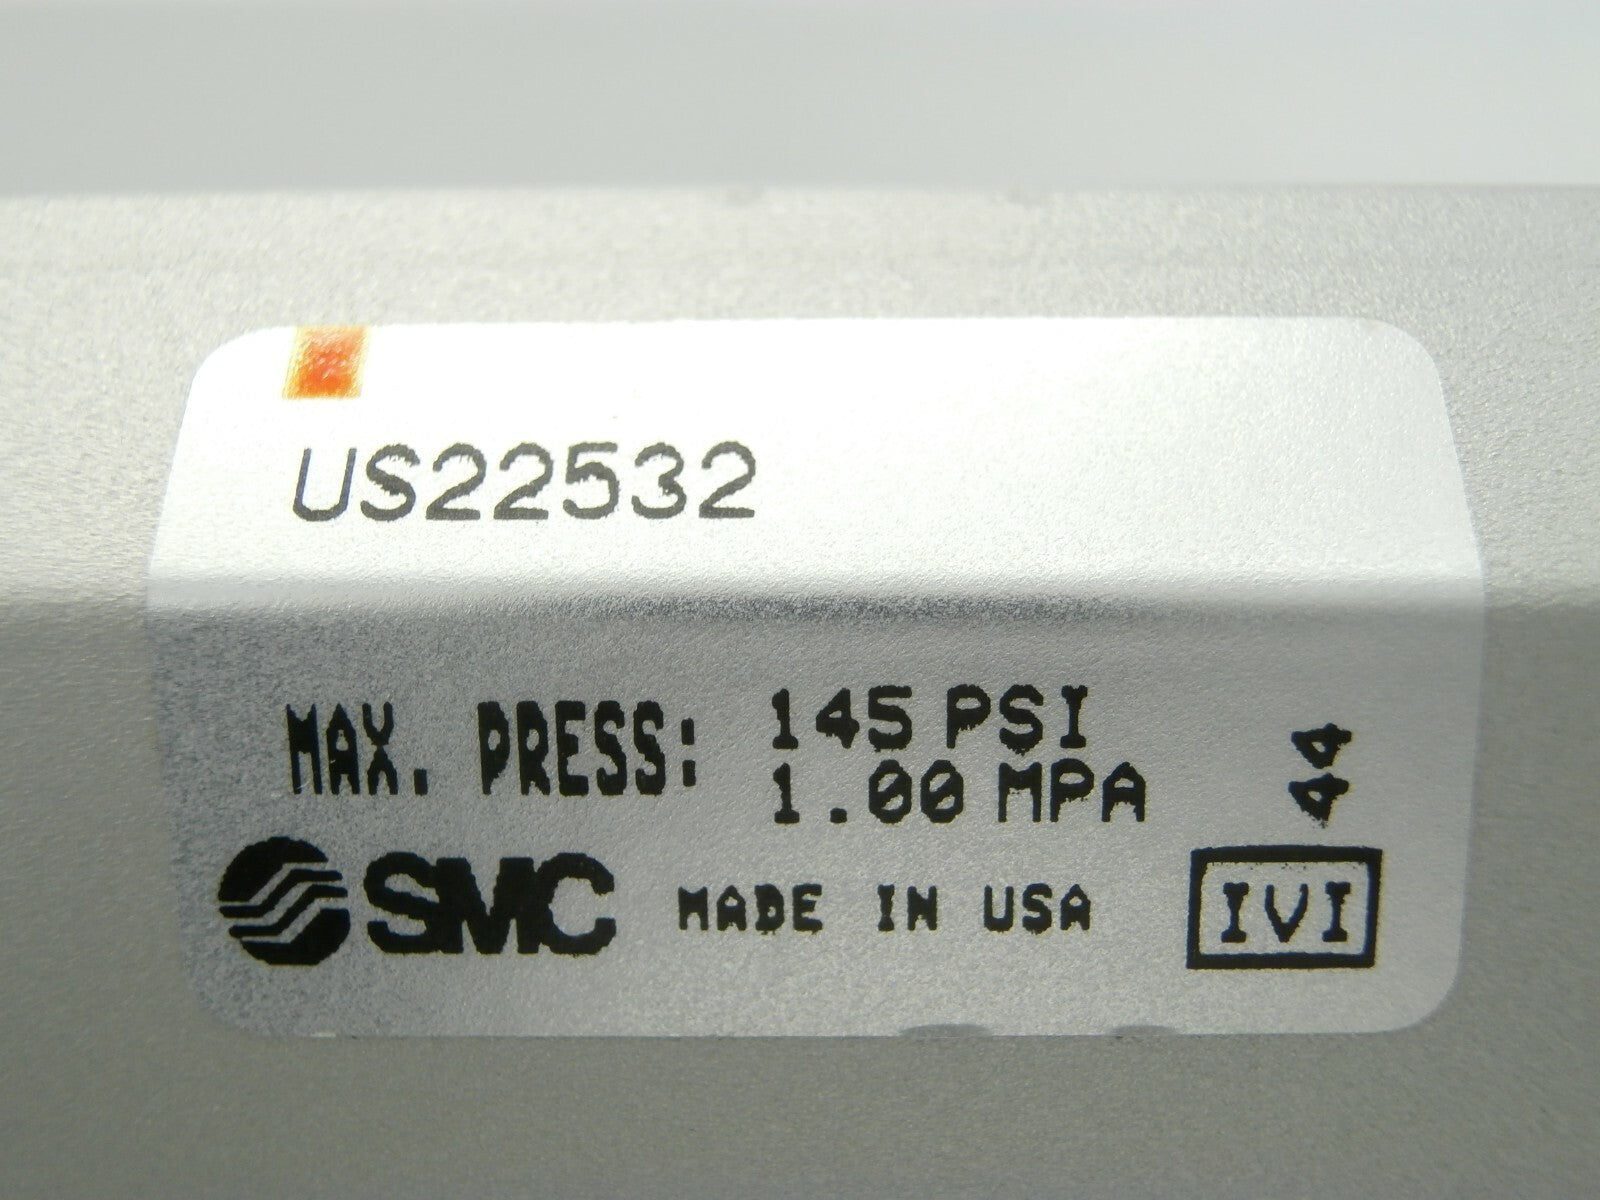 US22532
MAX. PRESS: 145 PSI
1.00 MPA
44
SMC MADE IN USA IVI